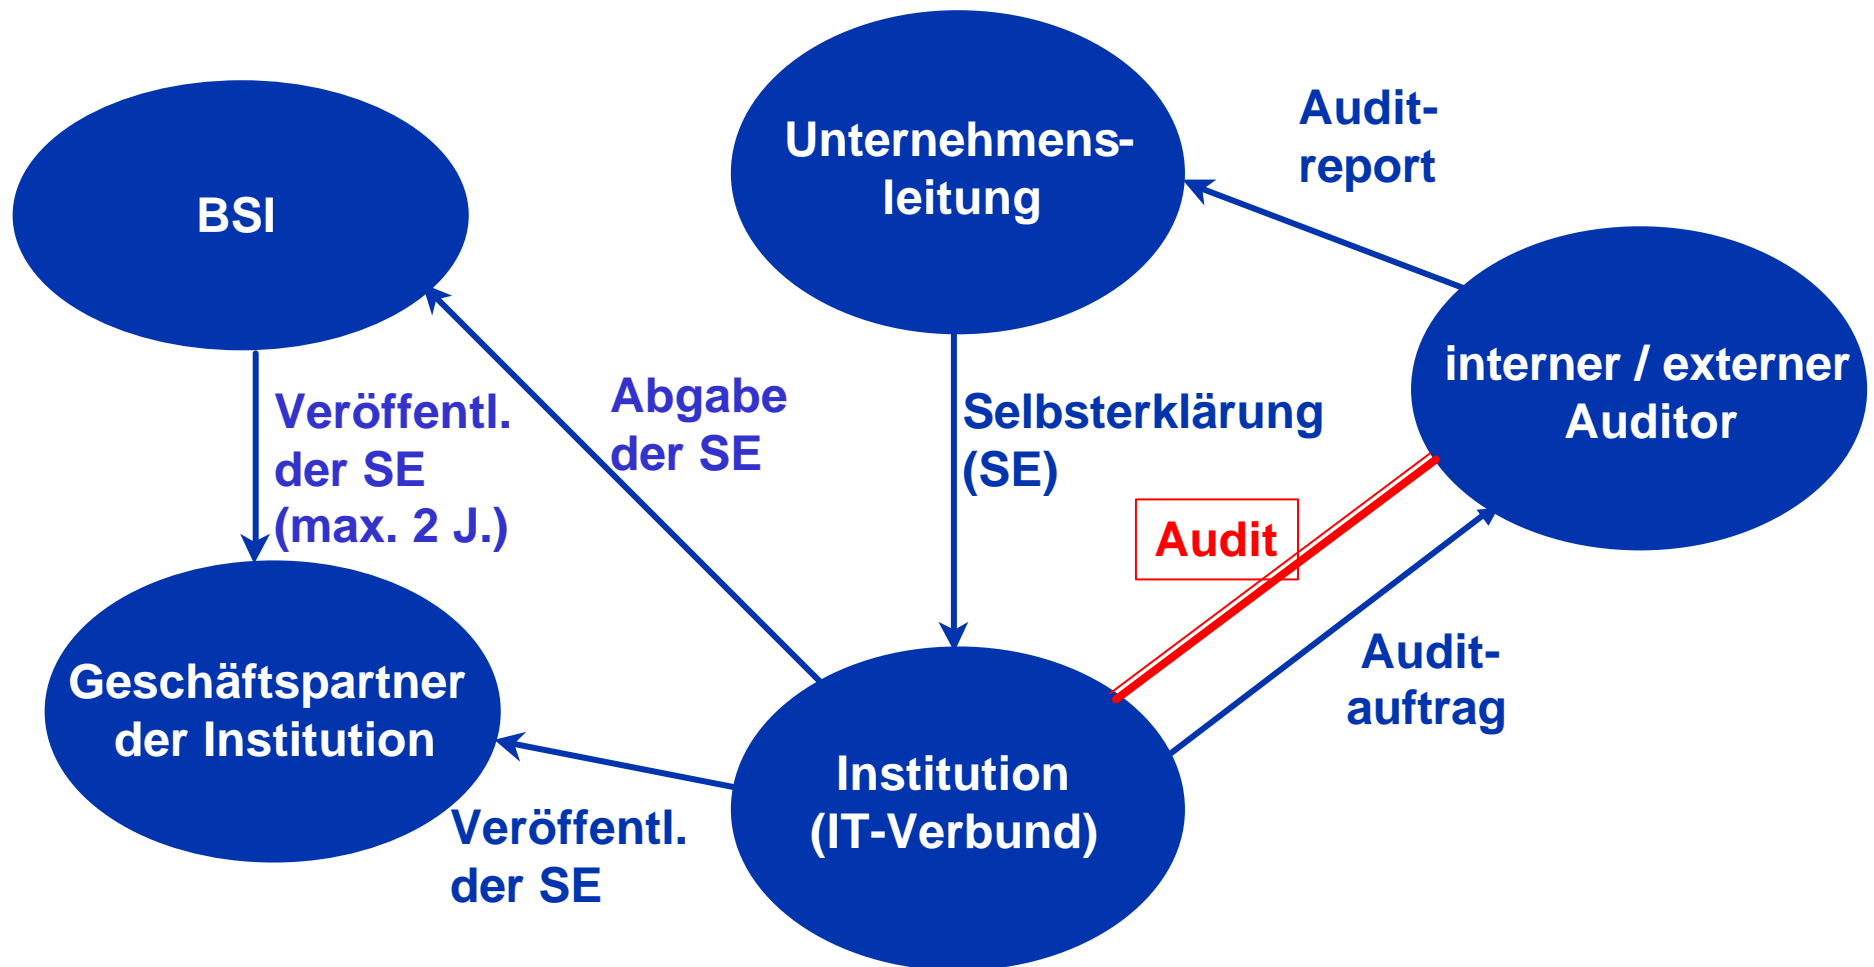 BSI
Unternehmens-
leitung
Audit-
report
interner / externer
Auditor
Veröffentl.
der SE
(max. 2 J.)
Abgabe
der SE
Selbsterklärung
(SE)
Audit
Audit-
auftrag
Geschäftspartner
der Institution
Veröffentl.
der SE
Institution
(IT-Verbund)